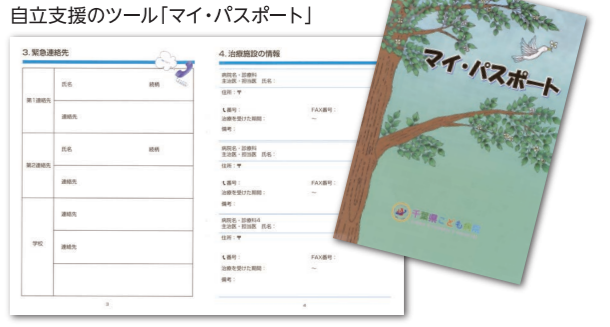 自立支援のツール「マイ・パスポート」
3. 緊急連絡先
第1連絡先
氏名 続柄
連絡先
第2連絡先
氏名 続柄
連絡先
学校
連絡先
連絡先
3
4. 治療施設の情報
病院名・診療科
主治医・担当医 氏名：
住所：〒
番号： FAX番号：
治療を受けた期間： ～
備考：
病院名・診療科
主治医・担当医 氏名：
住所：〒
番号： FAX番号：
治療を受けた期間： ～
備考：
病院名・診療科4
主治医・担当医 氏名：
住所：〒
番号： FAX番号：
治療を受けた期間： ～
備考：
4
マイ・パスポート
千葉県こども病院